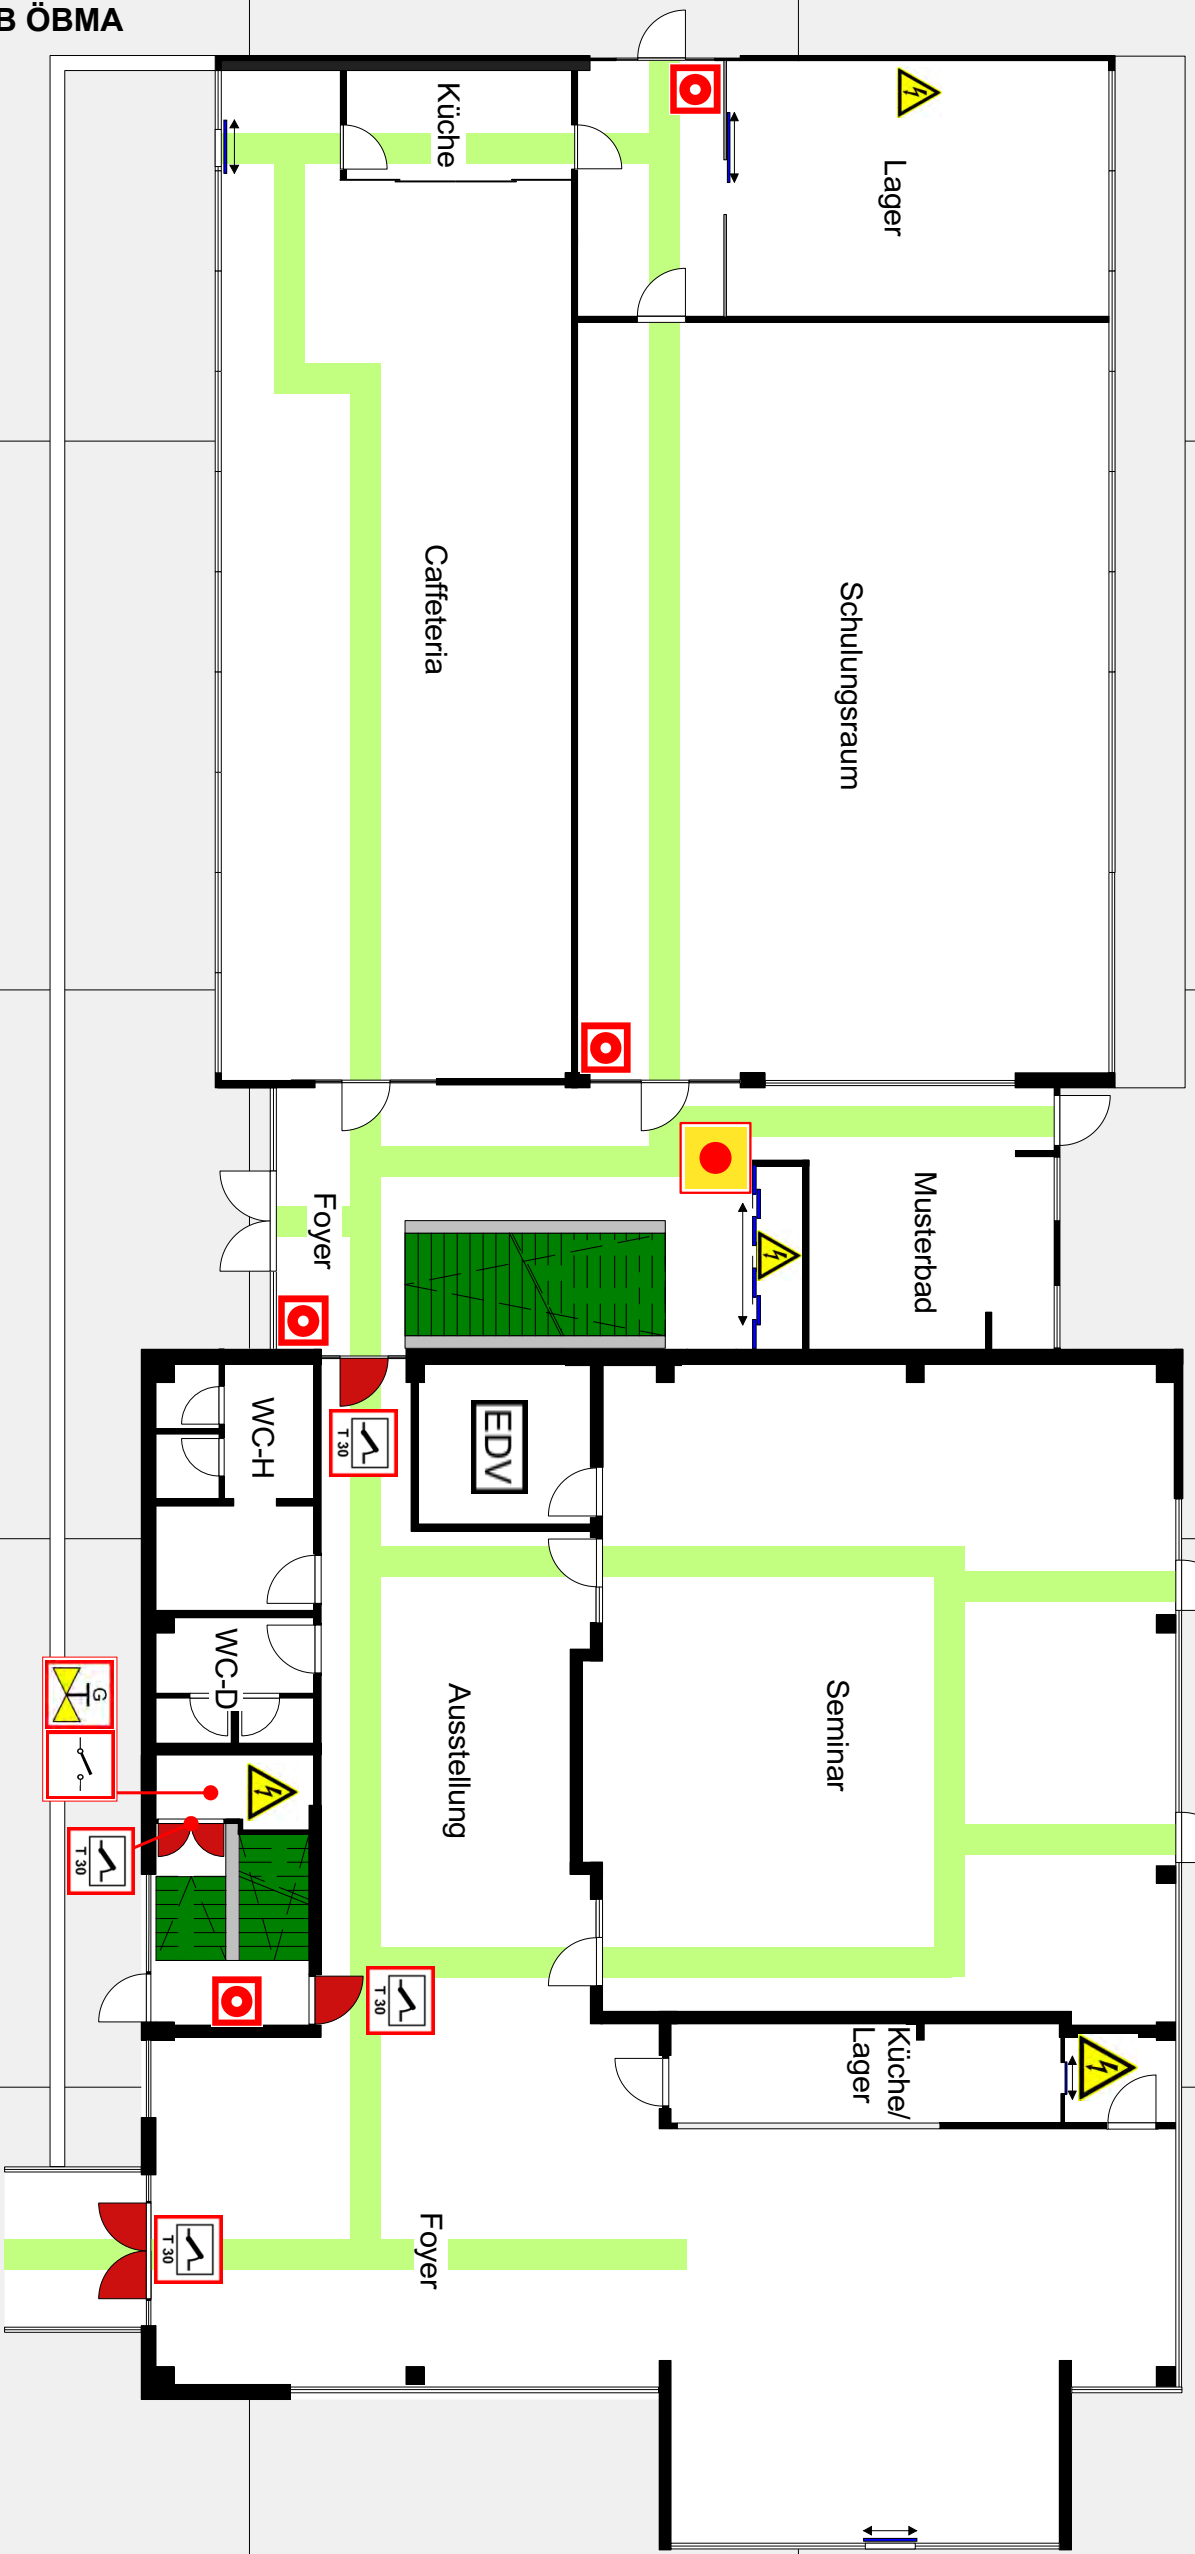 B ÖBMA
Küche
Lager
Caffeteria
Schulungsraum
Foyer
Musterbad
WC-H
T 30
EDV
WC-D
G
Ausstellung
Seminar
T 30
T 30
Küche/
Lager
T 30
Foyer